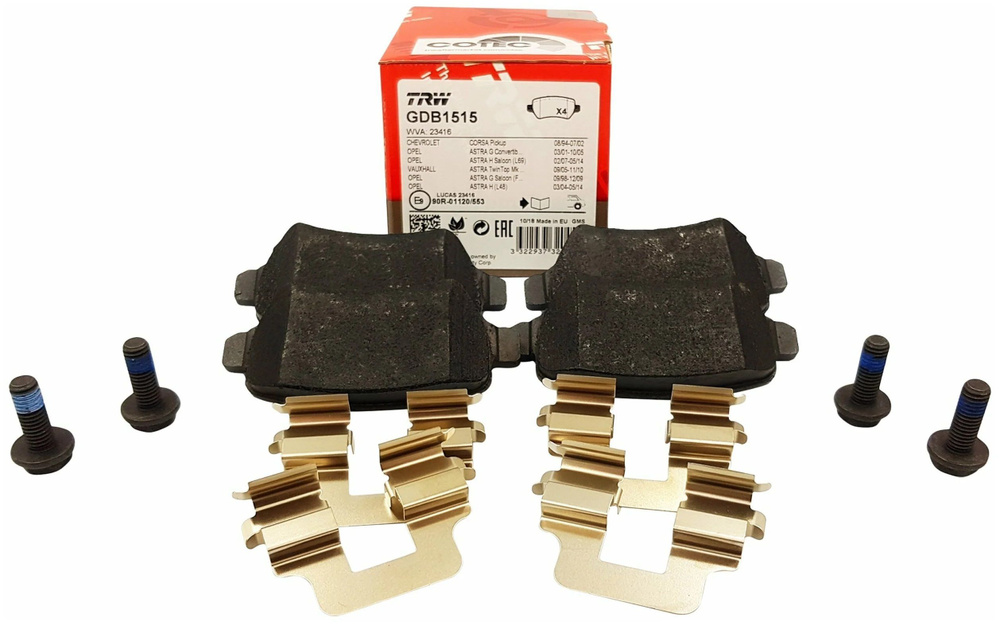 COTEC
TRW
GDB1515
X4
WVA: 23416
CHEVROLET CORSA Pickup 08/94-07/02
OPEL ASTRA G Convertib... 03/01-10/05
OPEL ASTRA H Saloon (L69) 02/07-05/14
VAUXHALL ASTRA TwinTop Mk... 09/05-11/10
OPEL ASTRA G Saloon (F... 09/98-12/09
OPEL ASTRA H (L48) 03/04-05/14
LUCAS 23416
90R-01120/553
EAC
10/18 Made in EU GMS
owned by
Corp
3 322937 32